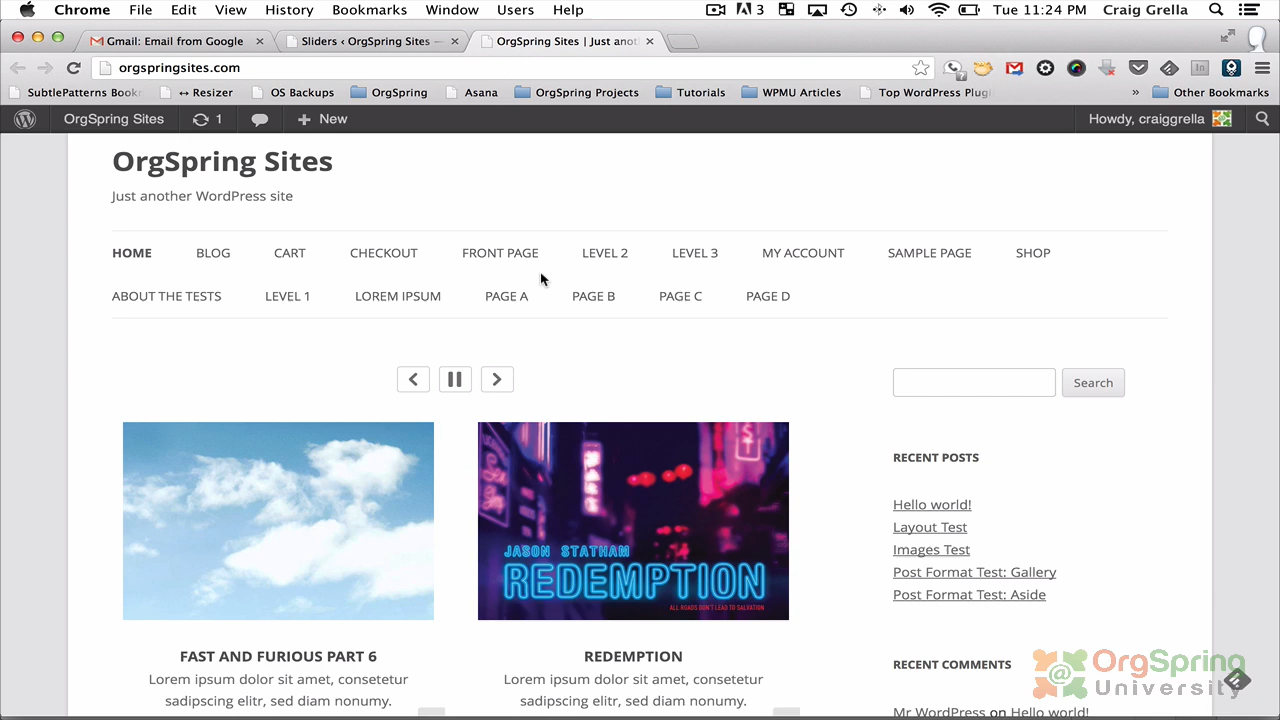 Chrome File Edit View History Bookmarks Window Users Help 3 Tue 11:24 PM Craig Grella
Gmail: Email from Google Sliders ‹ OrgSpring Sites — OrgSpring Sites | Just anot
orgspringsites.com
SubtlePatterns Bookm ↔ Resizer OS Backups OrgSpring Asana OrgSpring Projects Tutorials WPMU Articles Top WordPress Plugi » Other Bookmarks
OrgSpring Sites 1 + New Howdy, craiggrella
OrgSpring Sites
Just another WordPress site
HOME BLOG CART CHECKOUT FRONT PAGE LEVEL 2 LEVEL 3 MY ACCOUNT SAMPLE PAGE SHOP
ABOUT THE TESTS LEVEL 1 LOREM IPSUM PAGE A PAGE B PAGE C PAGE D
Search
RECENT POSTS
Hello world!
Layout Test
Images Test
Post Format Test: Gallery
Post Format Test: Aside
JASON STATHAM
REDEMPTION
ALL ROADS DON'T LEAD TO SALVATION
FAST AND FURIOUS PART 6
Lorem ipsum dolor sit amet, consetetur
sadipscing elitr, sed diam nonumy.
REDEMPTION
Lorem ipsum dolor sit amet, consetetur
sadipscing elitr, sed diam nonumy.
RECENT COMMENTS
Mr WordPress on Hello world!
OrgSpring
University